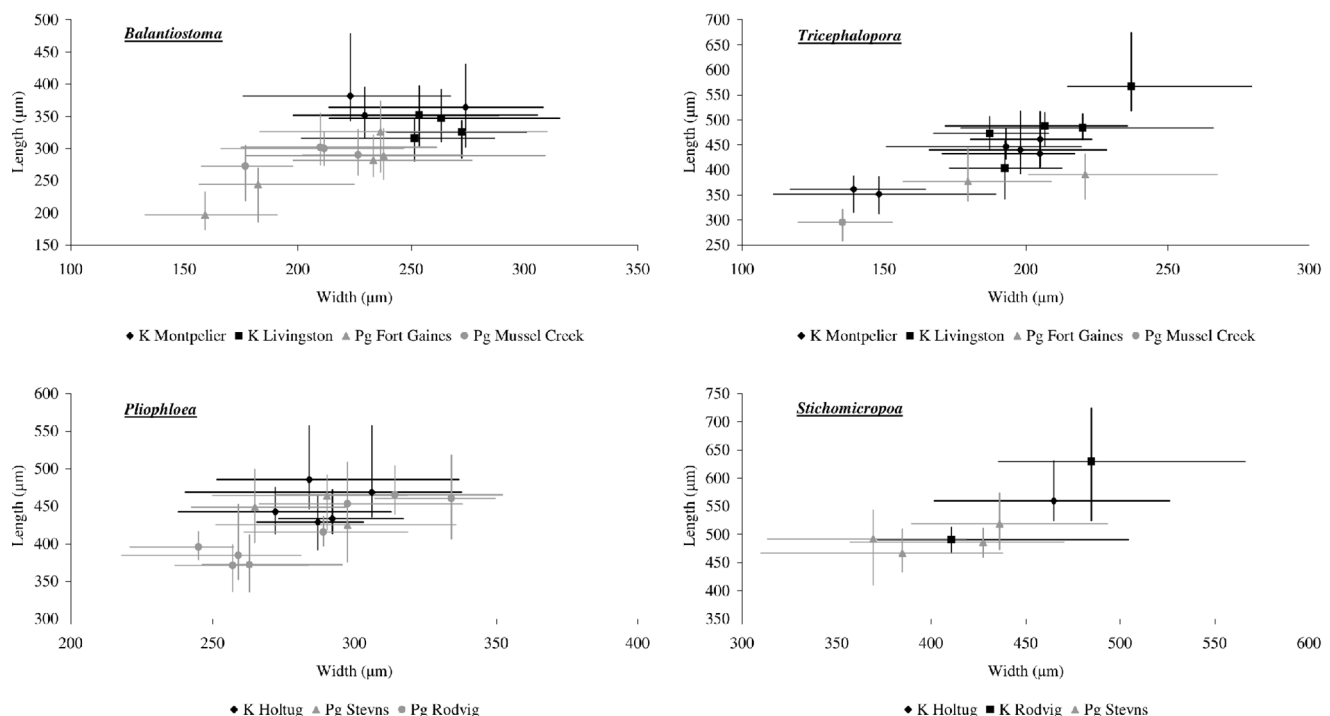 Balantiostoma
Length (µm)
500
450
400
350
300
250
200
150
100 150 200 250 300 350
Width (µm)
K Montpelier K Livingston Pg Fort Gaines Pg Mussel Creek
Tricephalopora
Length (µm)
700
650
600
550
500
450
400
350
300
250
100 150 200 250 300
Width (µm)
K Montpelier K Livingston Pg Fort Gaines Pg Mussel Creek
Pliophloea
Length (µm)
600
550
500
450
400
350
300
200 250 300 350 400
Width (µm)
K Holtug Pg Stevns Pg Rodvig
Stichomicropoa
Length (µm)
750
700
650
600
550
500
450
400
350
300 350 400 450 500 550 600
Width (µm)
K Holtug K Rodvig Pg Stevns